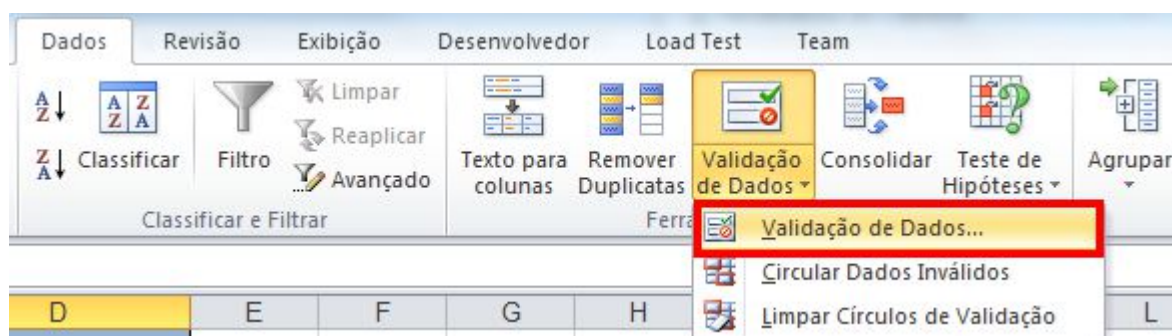 Dados Revisão Exibição Desenvolvedor Load Test Team
Classificar Filtro Limpar
Reaplicar
Avançado
Texto para colunas
Remover Duplicatas
Validação de Dados
Consolidar
Teste de Hipóteses
Agrupar
Classificar e Filtrar
Validação de Dados...
Circular Dados Inválidos
Limpar Círculos de Validação
D E F G H L